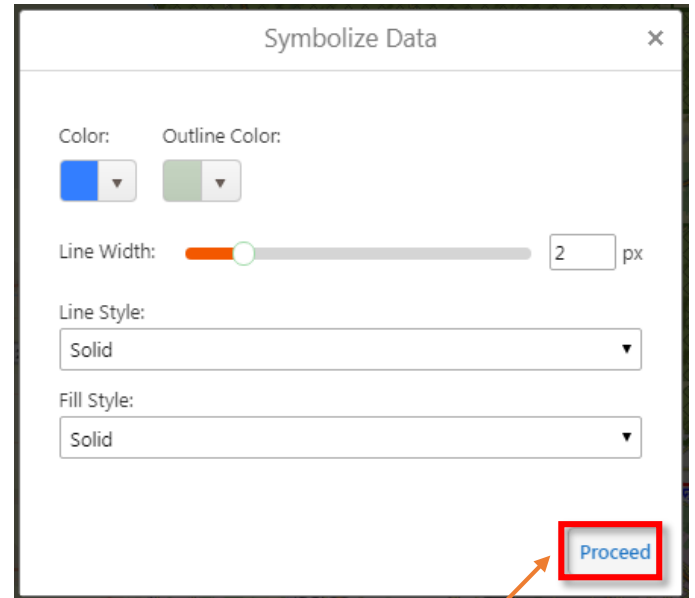 Symbolize Data ×
Color: Outline Color:
Line Width: 2 px
Line Style:
Solid
Fill Style:
Solid
Proceed